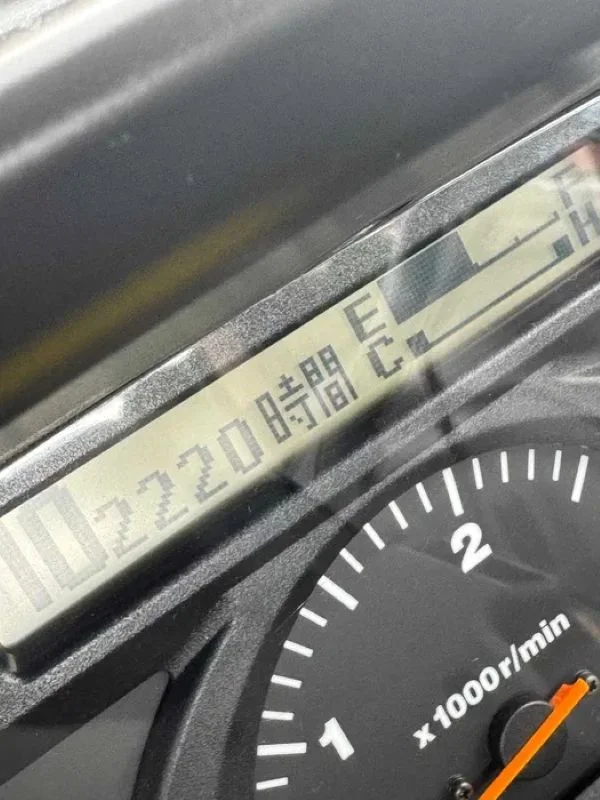 2220時間
E F
C H
2
1
x1000r/min